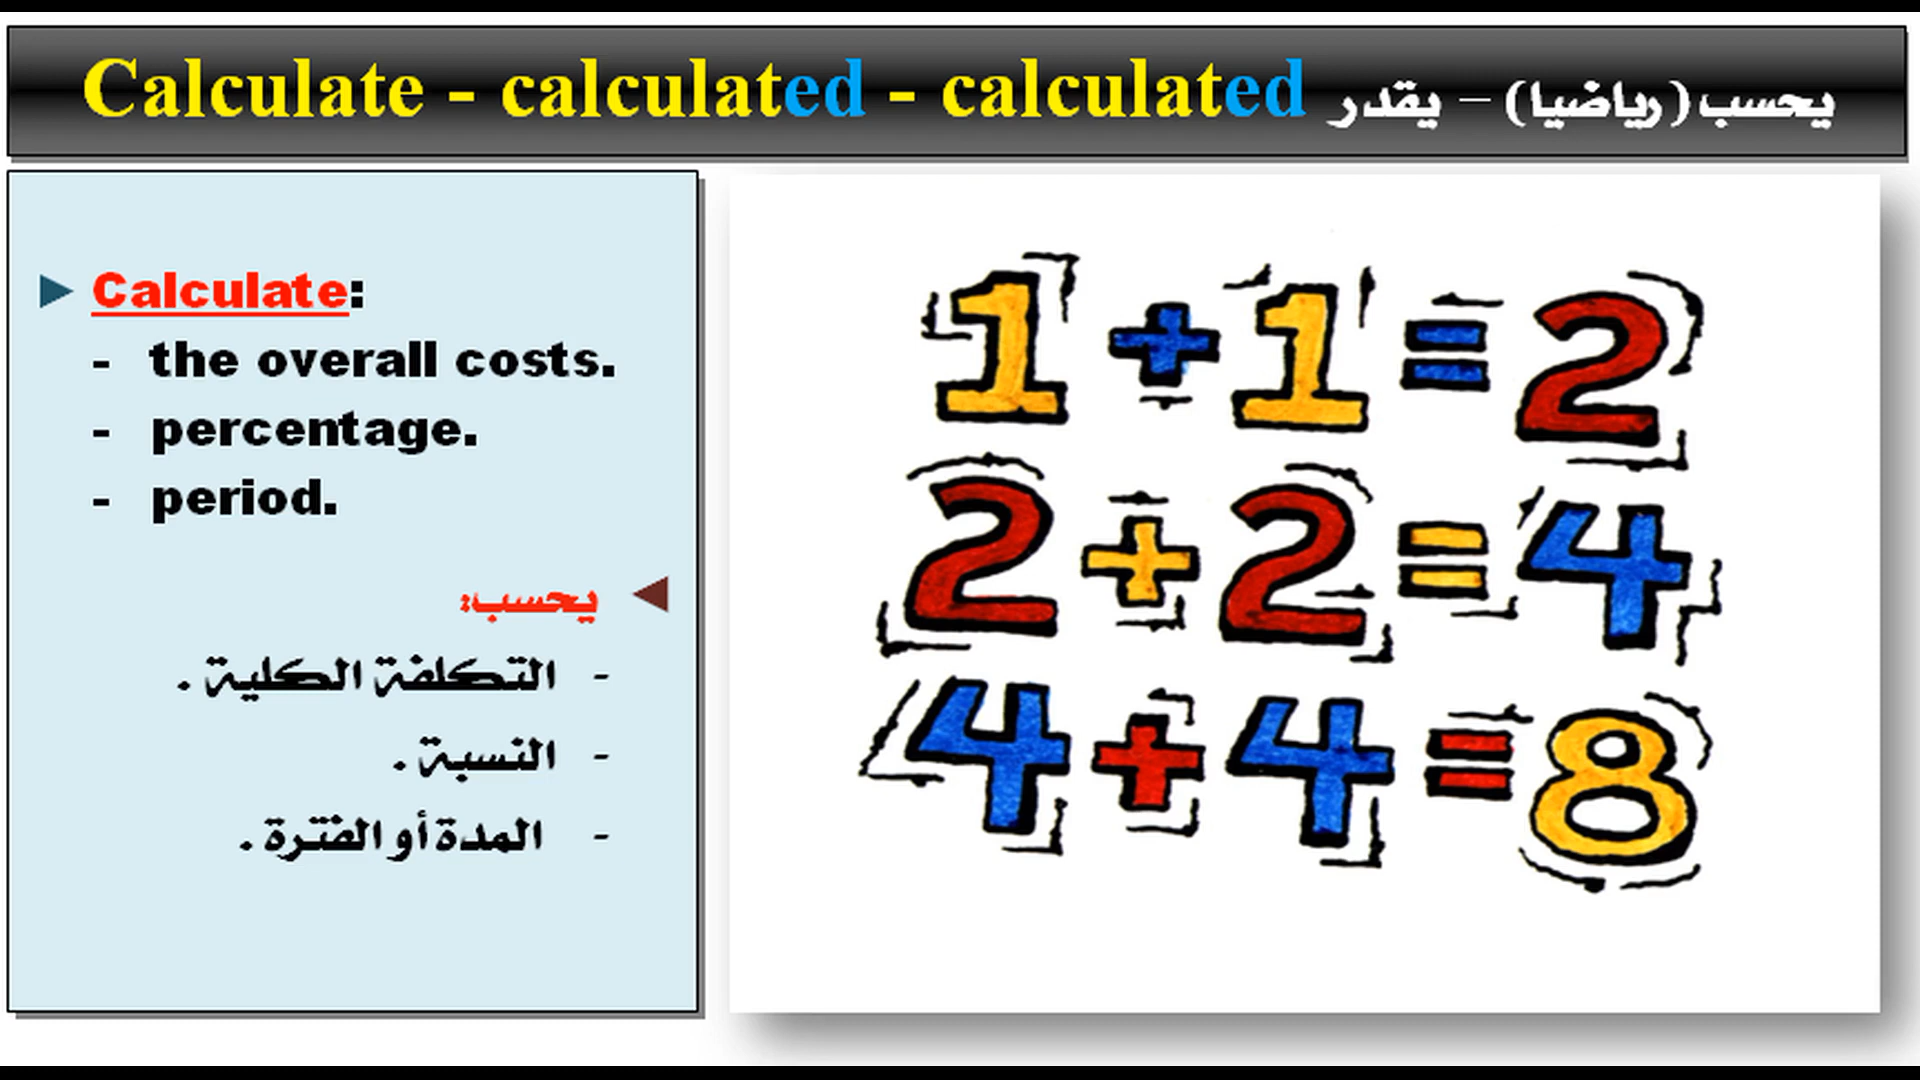 Calculate - calculated - calculated يحسب (رياضيا) – يقدر
Calculate:
- the overall costs.
- percentage.
- period.
يحسب:
- التكلفة الكلية .
- النسبة .
- المدة أو الفترة .
1 + 1 = 2
2 + 2 = 4
4 + 4 = 8